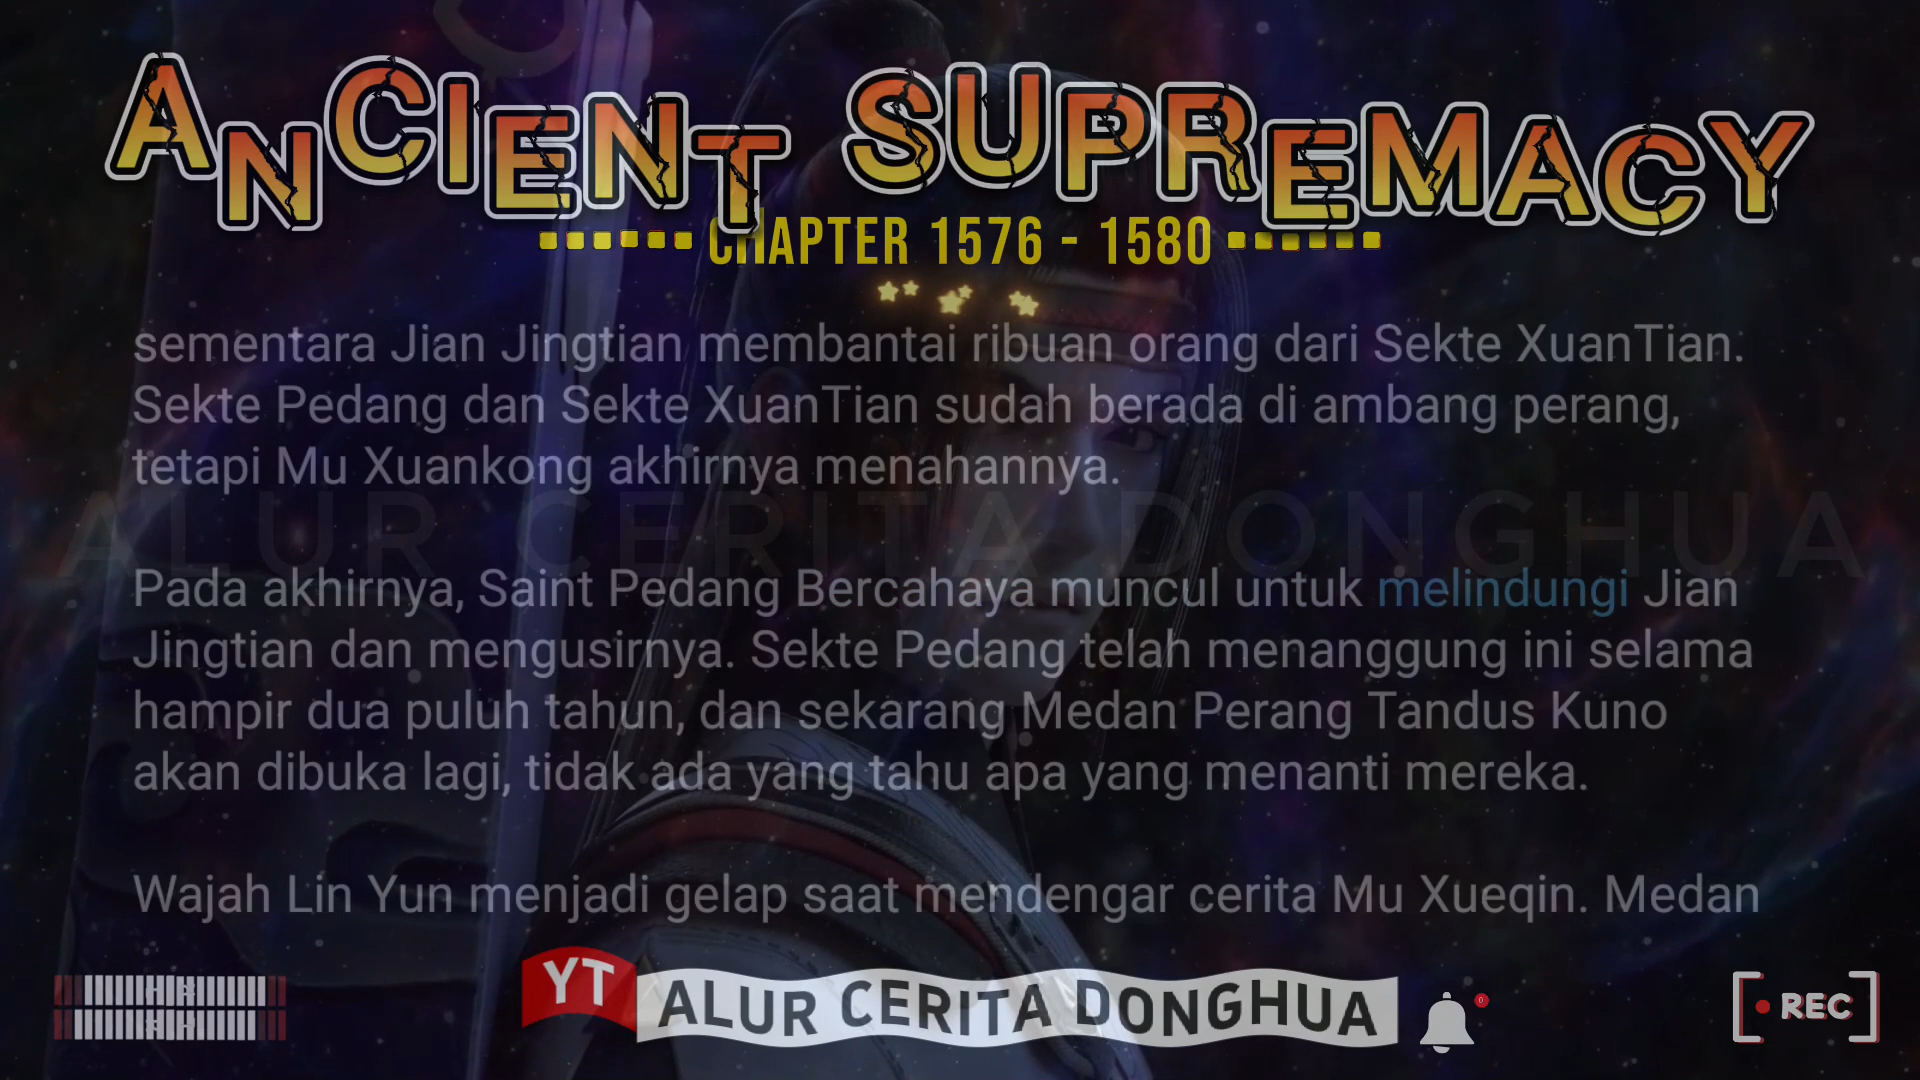 ANCIENT SUPREMACY
CHAPTER 1576 - 1580
sementara Jian Jingtian membantai ribuan orang dari Sekte XuanTian.
Sekte Pedang dan Sekte XuanTian sudah berada di ambang perang,
tetapi Mu Xuankong akhirnya menahannya.
ALUR CERITA DONGHUA
Pada akhirnya, Saint Pedang Bercahaya muncul untuk melindungi Jian
Jingtian dan mengusirnya. Sekte Pedang telah menanggung ini selama
hampir dua puluh tahun, dan sekarang Medan Perang Tandus Kuno
akan dibuka lagi, tidak ada yang tahu apa yang menanti mereka.
Wajah Lin Yun menjadi gelap saat mendengar cerita Mu Xueqin. Medan
YT ALUR CERITA DONGHUA
0
REC